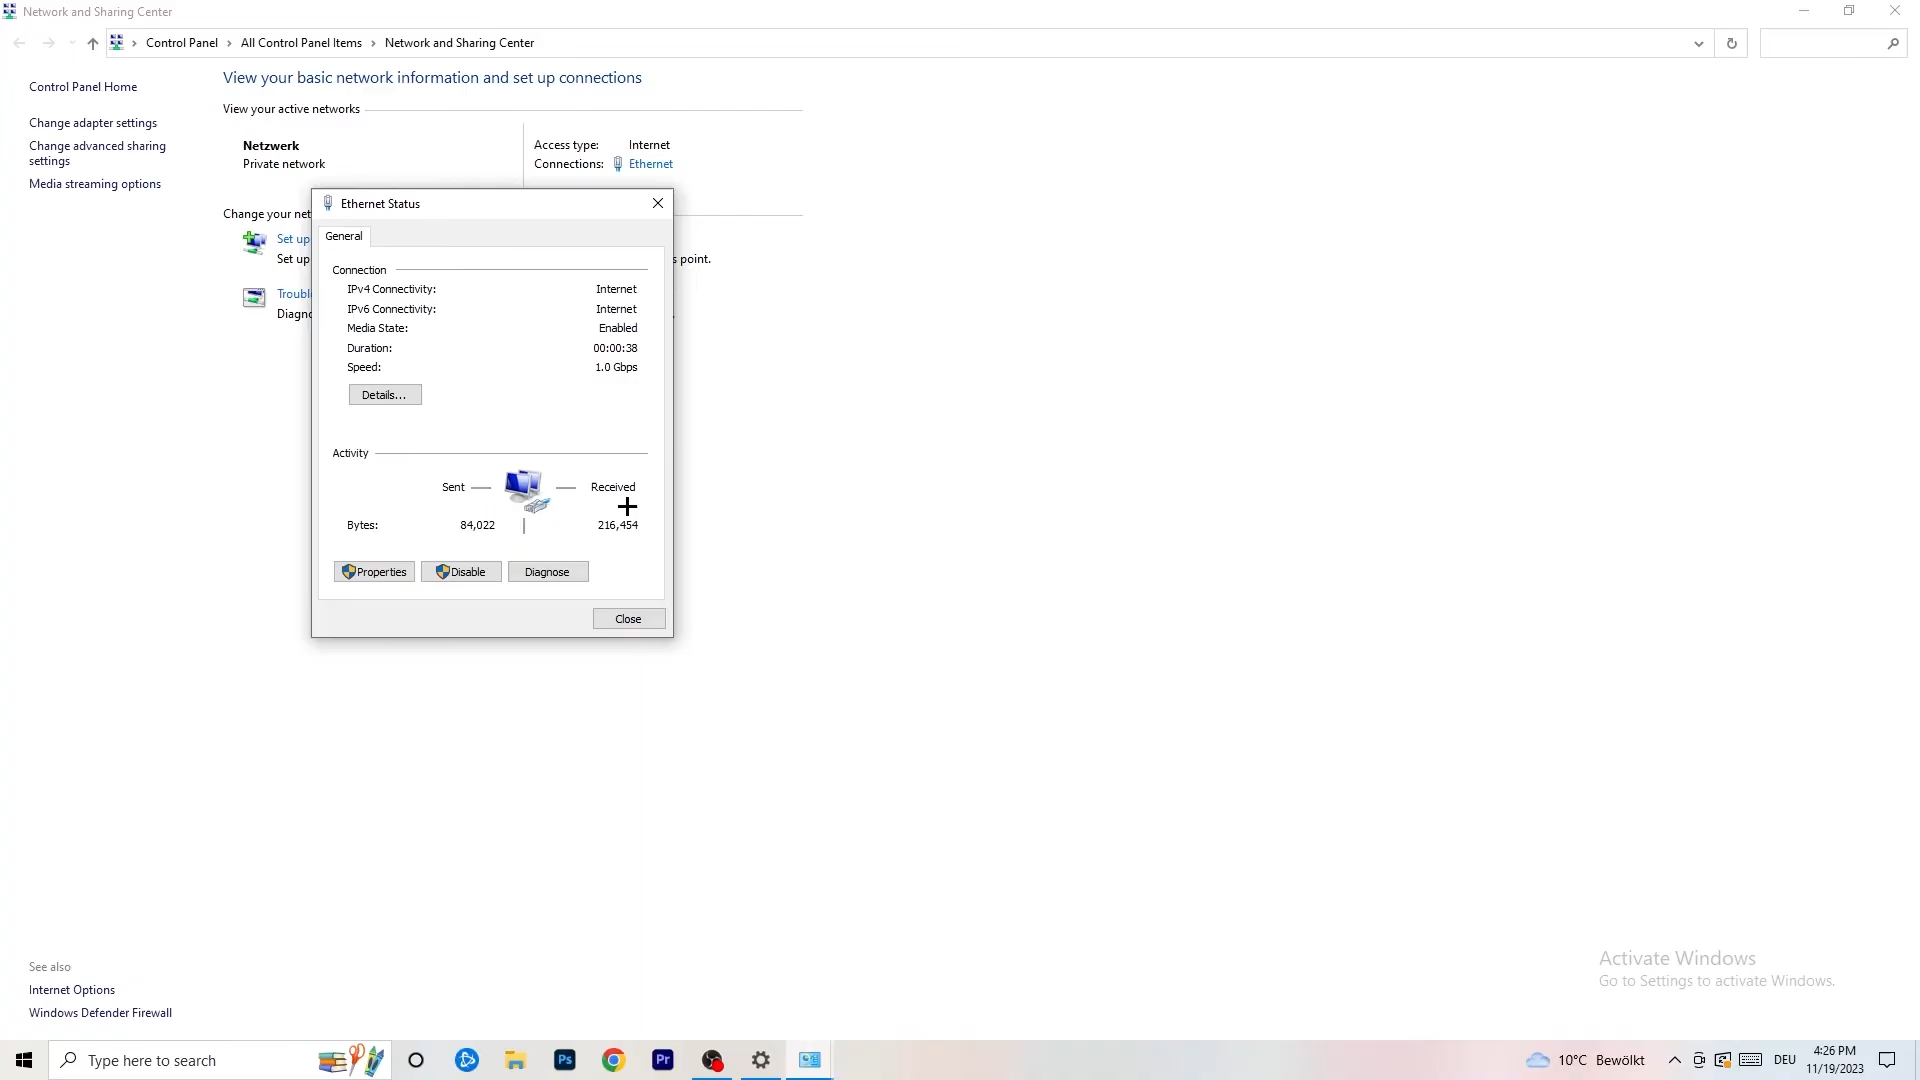 Network and Sharing Center
Control Panel
All Control Panel Items
Network and Sharing Center
Control Panel Home
Change adapter settings
Change advanced sharing
settings
Media streaming options
View your basic network information and set up connections
View your active networks
Netzwerk
Private network
Access type: Internet
Connections: Ethernet
Change your net
Set up
Set up
s point.
Troubl
Diagno
Ethernet Status
General
Connection
IPv4 Connectivity: Internet
IPv6 Connectivity: Internet
Media State: Enabled
Duration: 00:00:38
Speed: 1.0 Gbps
Details...
Activity
Sent
Received
Bytes: 84,022 216,454
Properties
Disable
Diagnose
Close
See also
Internet Options
Windows Defender Firewall
Activate Windows
Go to Settings to activate Windows.
Type here to search
Ps
Pr
10°C Bewölkt
DEU
4:26 PM
11/19/2023